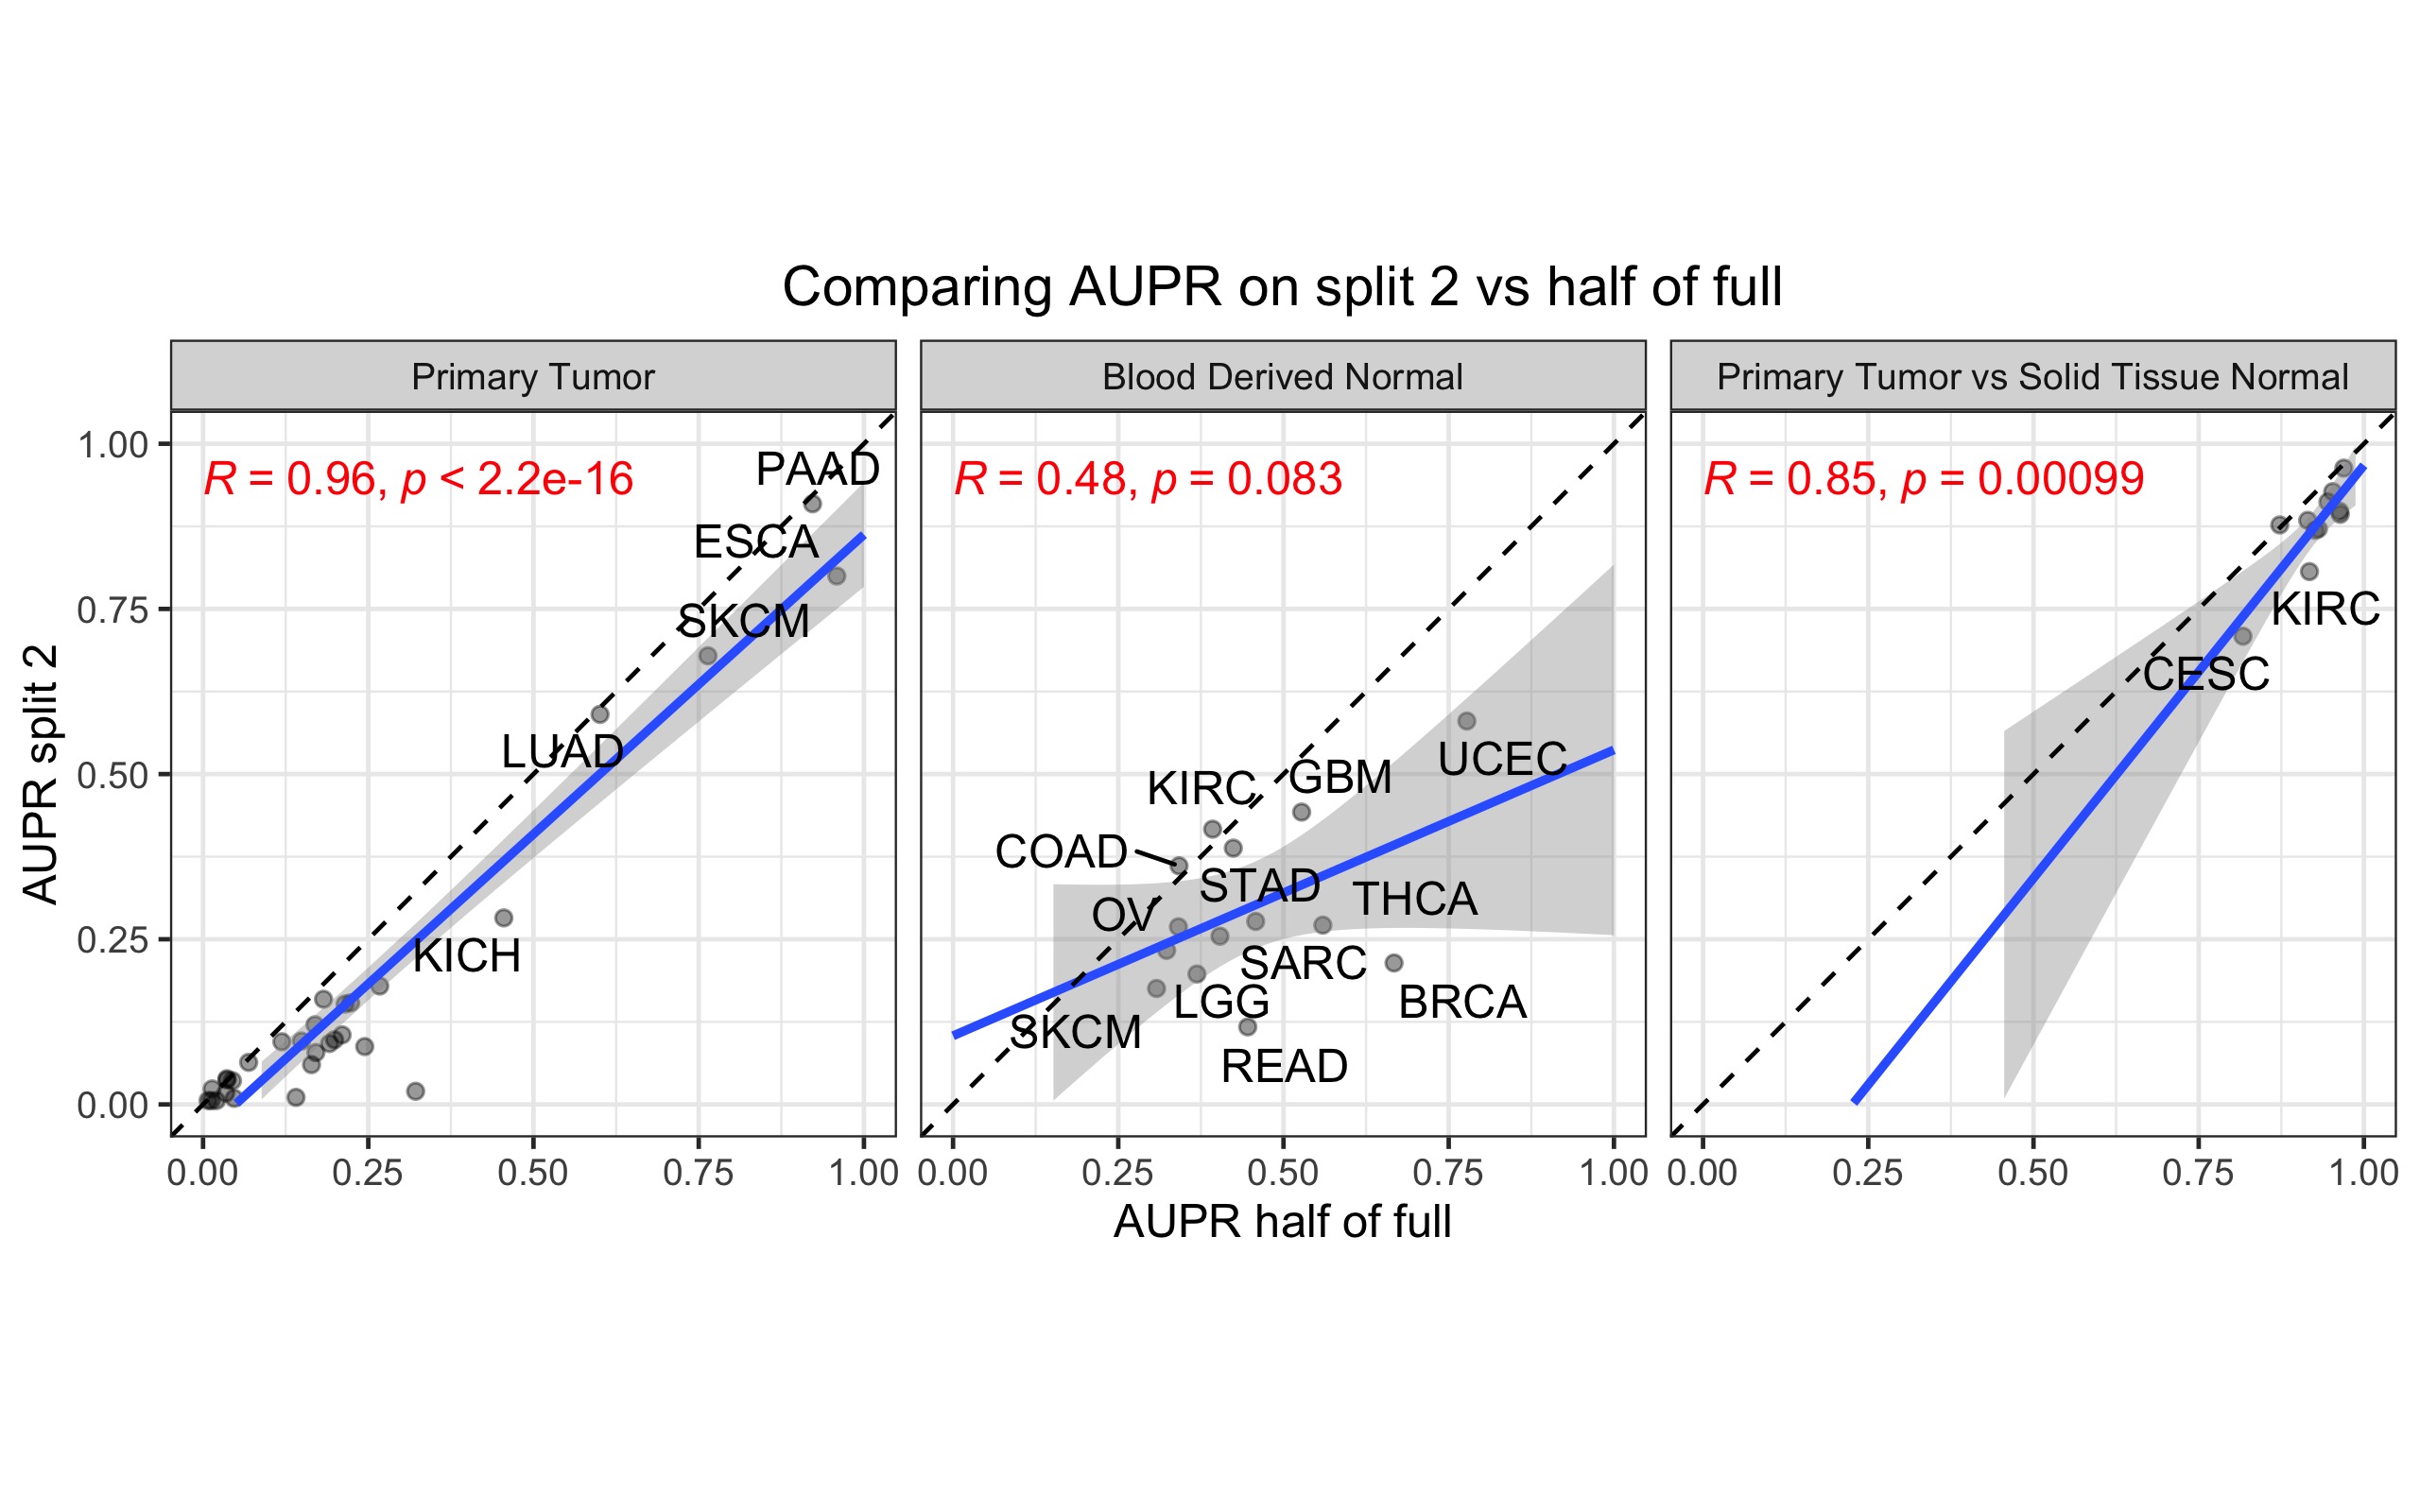 Comparing AUPR on split 2 vs half of full
Primary Tumor
Blood Derived Normal
Primary Tumor vs Solid Tissue Normal
AUPR split 2
1.00
0.75
0.50
0.25
0.00
R = 0.96, p < 2.2e-16
PAAD
ESCA
SKCM
LUAD
KICH
R = 0.48, p = 0.083
UCEC
GBM
KIRC
COAD
STAD
THCA
OV
SARC
LGG
BRCA
SKCM
READ
R = 0.85, p = 0.00099
KIRC
CESC
0.00 0.25 0.50 0.75 1.00
0.00 0.25 0.50 0.75 1.00
0.00 0.25 0.50 0.75 1.00
AUPR half of full